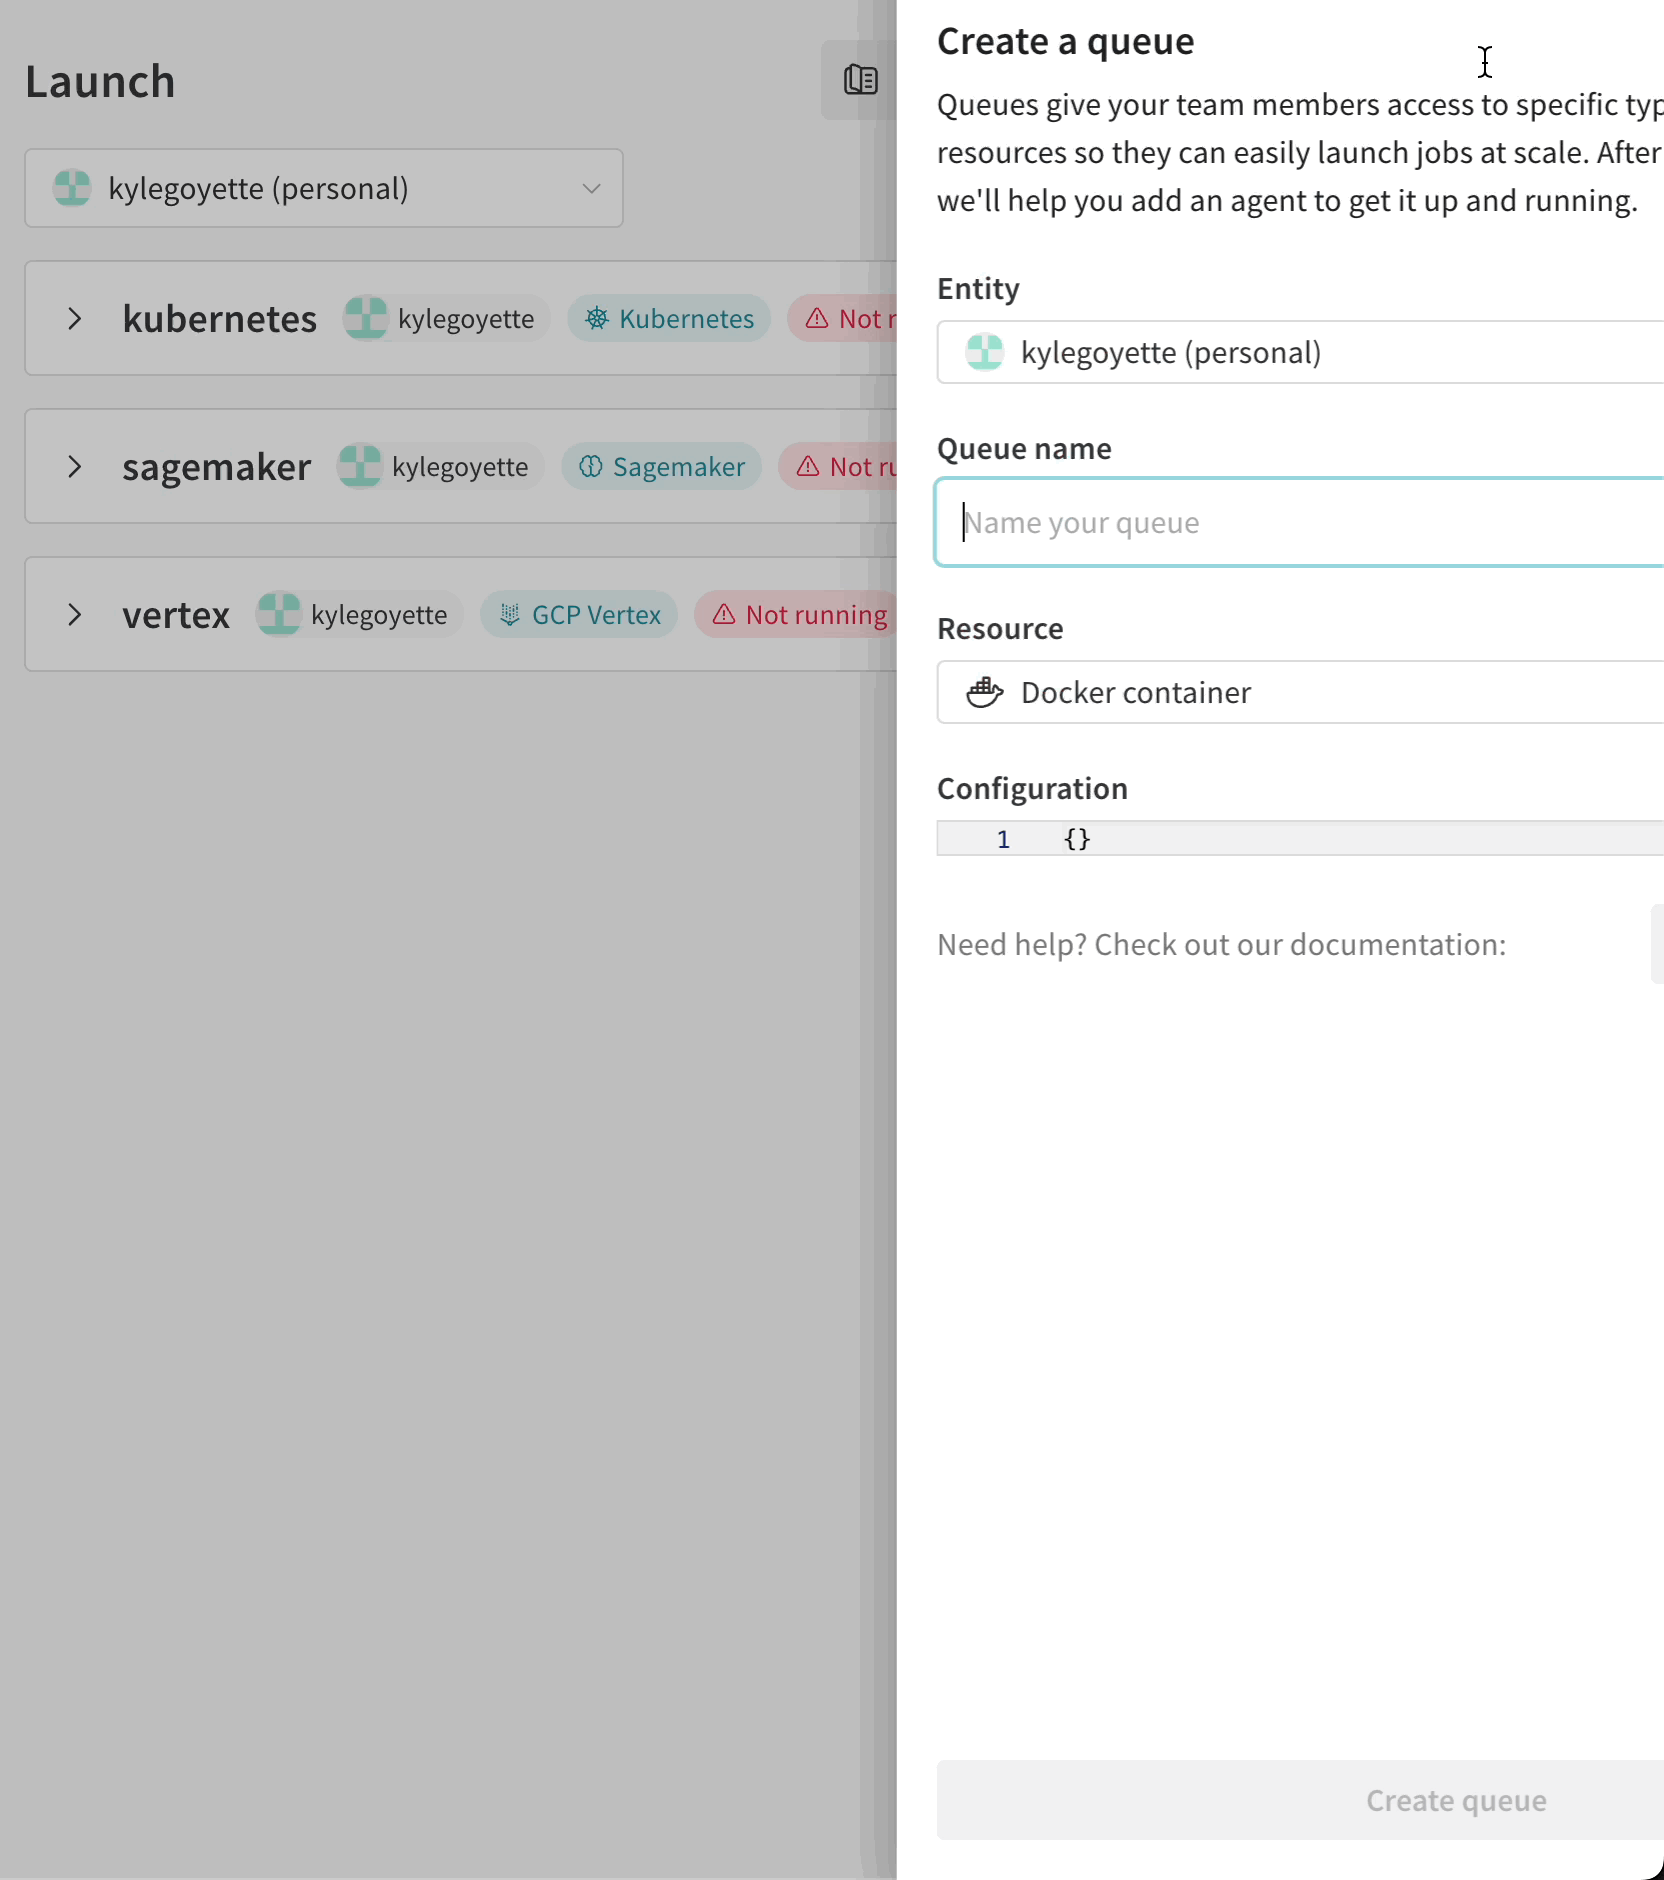 Launch
kylegoyette (personal)
kubernetes kylegoyette Kubernetes Not
sagemaker kylegoyette Sagemaker Not
vertex kylegoyette GCP Vertex Not running
Create a queue
Queues give your team members access to specific
resources so they can easily launch jobs at scale. After
we'll help you add an agent to get it up and running.
Entity
kylegoyette (personal)
Queue name
Name your queue
Resource
Docker container
Configuration
1 {}
Need help? Check out our documentation:
Create queue